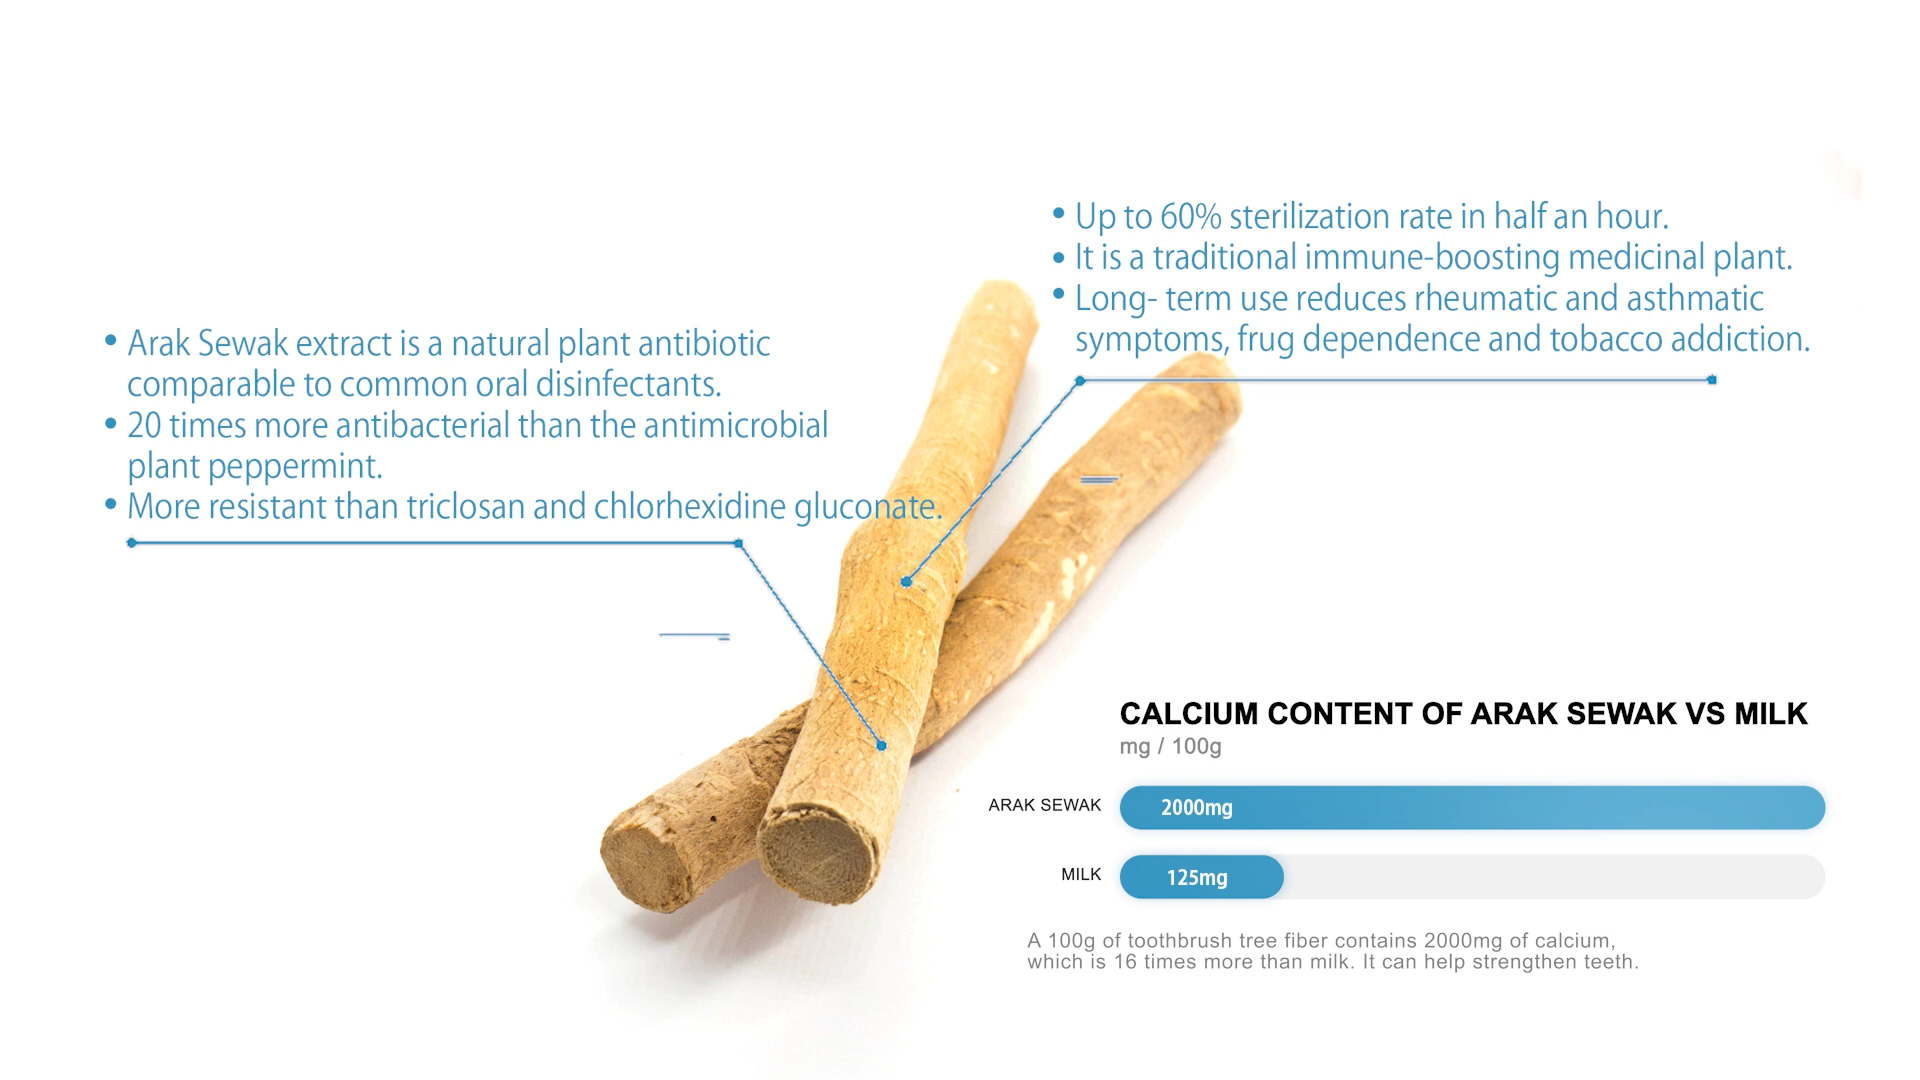 • Up to 60% sterilization rate in half an hour.
• It is a traditional immune-boosting medicinal plant.
• Long- term use reduces rheumatic and asthmatic
symptoms, frug dependence and tobacco addiction.
• Arak Sewak extract is a natural plant antibiotic
comparable to common oral disinfectants.
• 20 times more antibacterial than the antimicrobial
plant peppermint.
• More resistant than triclosan and chlorhexidine gluconate.
CALCIUM CONTENT OF ARAK SEWAK VS MILK
mg / 100g
ARAK SEWAK 2000mg
MILK 125mg
A 100g of toothbrush tree fiber contains 2000mg of calcium,
which is 16 times more than milk. It can help strengthen teeth.